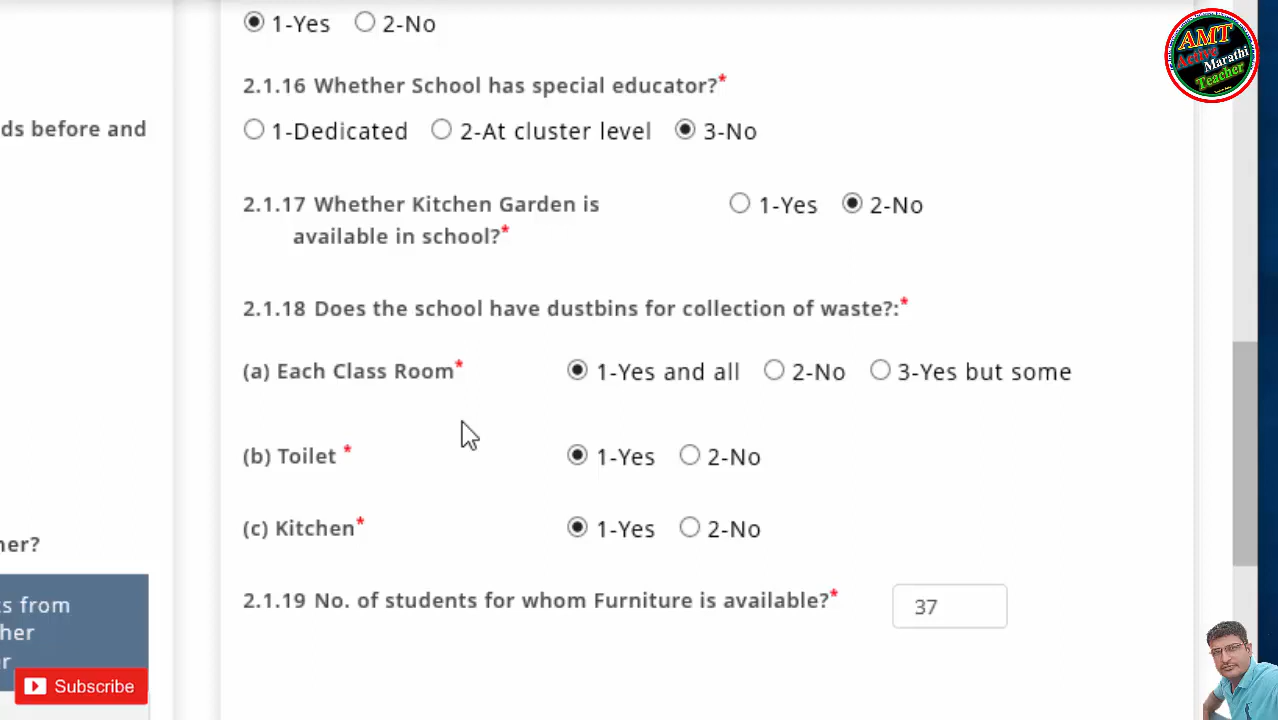 1-Yes 2-No
2.1.16 Whether School has special educator?*
1-Dedicated 2-At cluster level 3-No
ds before and
2.1.17 Whether Kitchen Garden is
available in school?*
1-Yes 2-No
2.1.18 Does the school have dustbins for collection of waste?:*
(a) Each Class Room* 1-Yes and all 2-No 3-Yes but some
(b) Toilet * 1-Yes 2-No
(c) Kitchen* 1-Yes 2-No
ner?
2.1.19 No. of students for whom Furniture is available?* 37
s from
her
r
Subscribe
AMT
Active
Marathi
Teacher